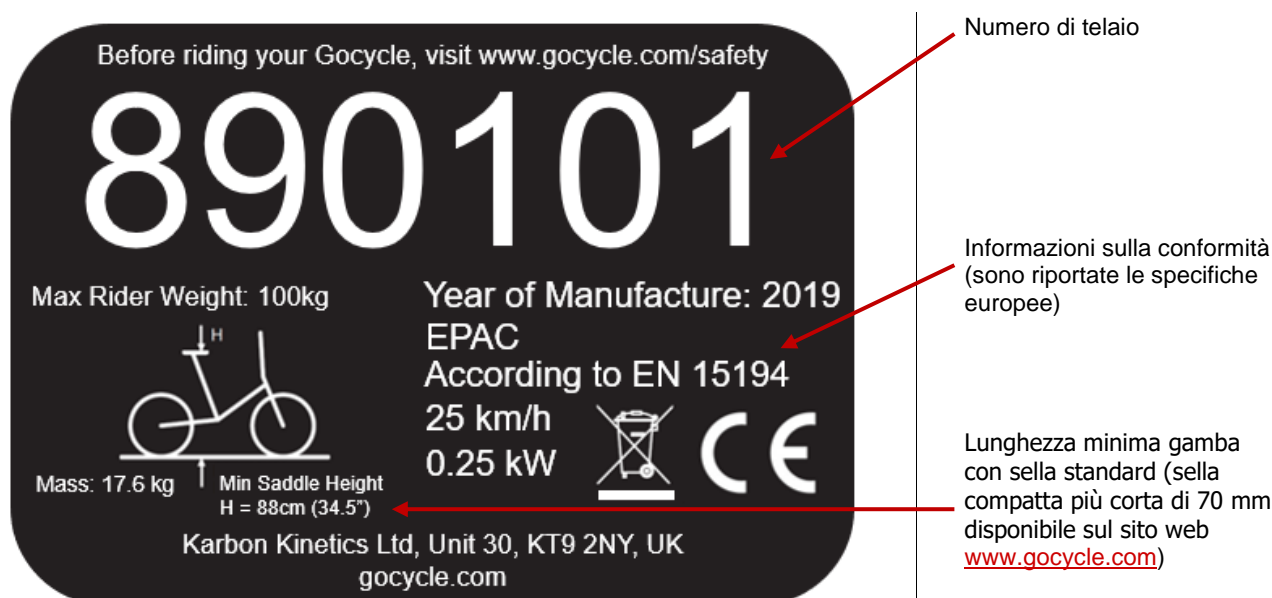 Before riding your Gocycle, visit www.gocycle.com/safety
890101
Max Rider Weight: 100kg
H
Mass: 17.6 kg
Min Saddle Height
H = 88cm (34.5”)
Year of Manufacture: 2019
EPAC
According to EN 15194
25 km/h
0.25 kW
CE
Karbon Kinetics Ltd, Unit 30, KT9 2NY, UK
gocycle.com
Numero di telaio
Informazioni sulla conformità
(sono riportate le specifiche
europee)
Lunghezza minima gamba
con sella standard (sella
compatta più corta di 70 mm
disponibile sul sito web
www.gocycle.com)